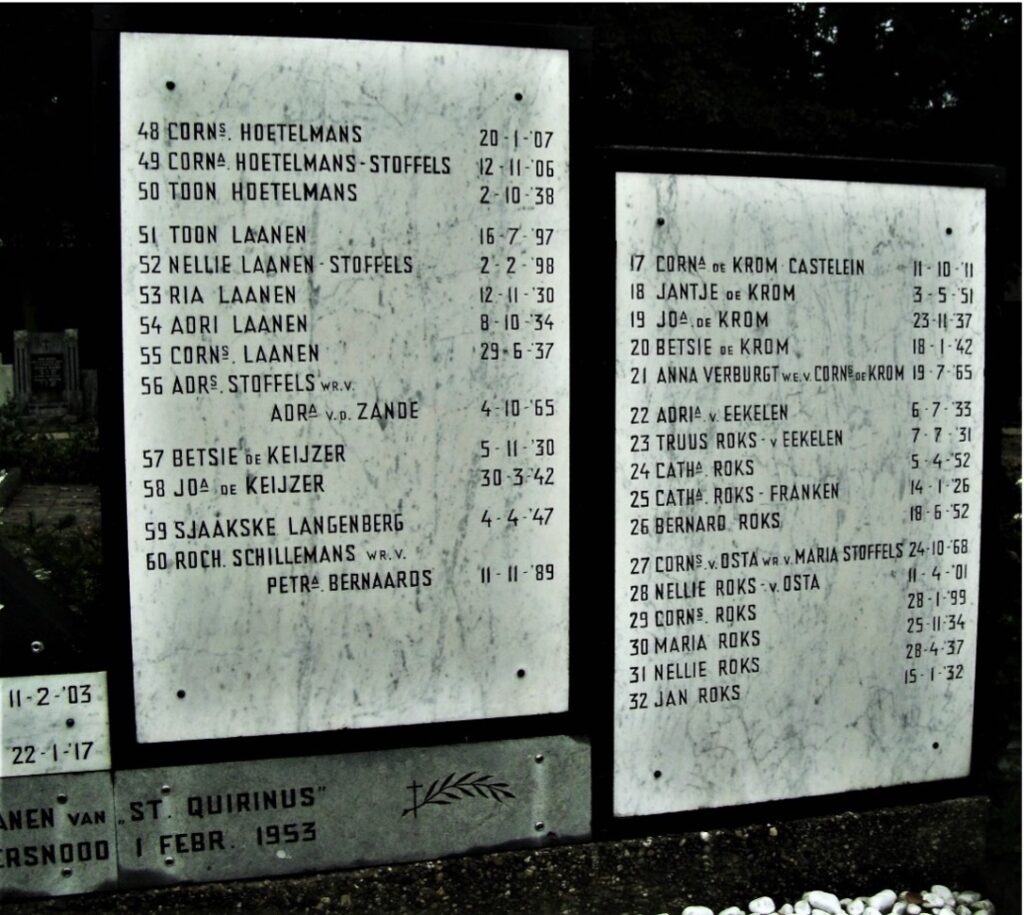 48 CORNS. HOETELMANS 20-1-'07
49 CORNA. HOETELMANS-STOFFELS 12-11-'06
50 TOON HOETELMANS 2-10-'38
51 TOON LAANEN 16-7-'97
52 NELLIE LAANEN-STOFFELS 2-2-'98
53 RIA LAANEN 12-11-'30
54 ADRI LAANEN 8-10-'34
55 CORNS. LAANEN 29-6-'37
56 ADRS. STOFFELS WR.V.
ADRA V.D. ZANDE 4-10-'65
57 BETSIE DE KEIJZER 5-11-'30
58 JOA DE KEIJZER 30-3-'42
59 SJAAKSKE LANGENBERG 4-4-'47
60 ROCH. SCHILLEMANS WR.V.
PETRA. BERNAARDS 11-11-'89
17 CORNA DE KROM-CASTELEIN 11-10-'11
18 JANTJE DE KROM 3-5-'51
19 JOA. DE KROM 23-11-'37
20 BETSIE DE KROM 18-1-'42
21 ANNA VERBURGT W.E.V. CORNS DE KROM 19-7-'65
22 ADRIA. V. EEKELEN 6-7-'33
23 TRUUS ROKS-V EEKELEN 7-7-'31
24 CATHA. ROKS 5-4-'52
25 CATHA. ROKS-FRANKEN 14-1-'26
26 BERNARD ROKS 18-6-'52
27 CORNS.V.OSTA WR.V.MARIA STOFFELS 24-10-'68
28 NELLIE ROKS-V.OSTA 11-4-'01
29 CORNS. ROKS 28-1-'99
30 MARIA ROKS 25-11-'34
31 NELLIE ROKS 28-4-'37
32 JAN ROKS 15-1-'32
11-2-'03
22-1-'17
ANEN VAN „ST. QUIRINUS”
ERSNOOD 1 FEBR. 1953